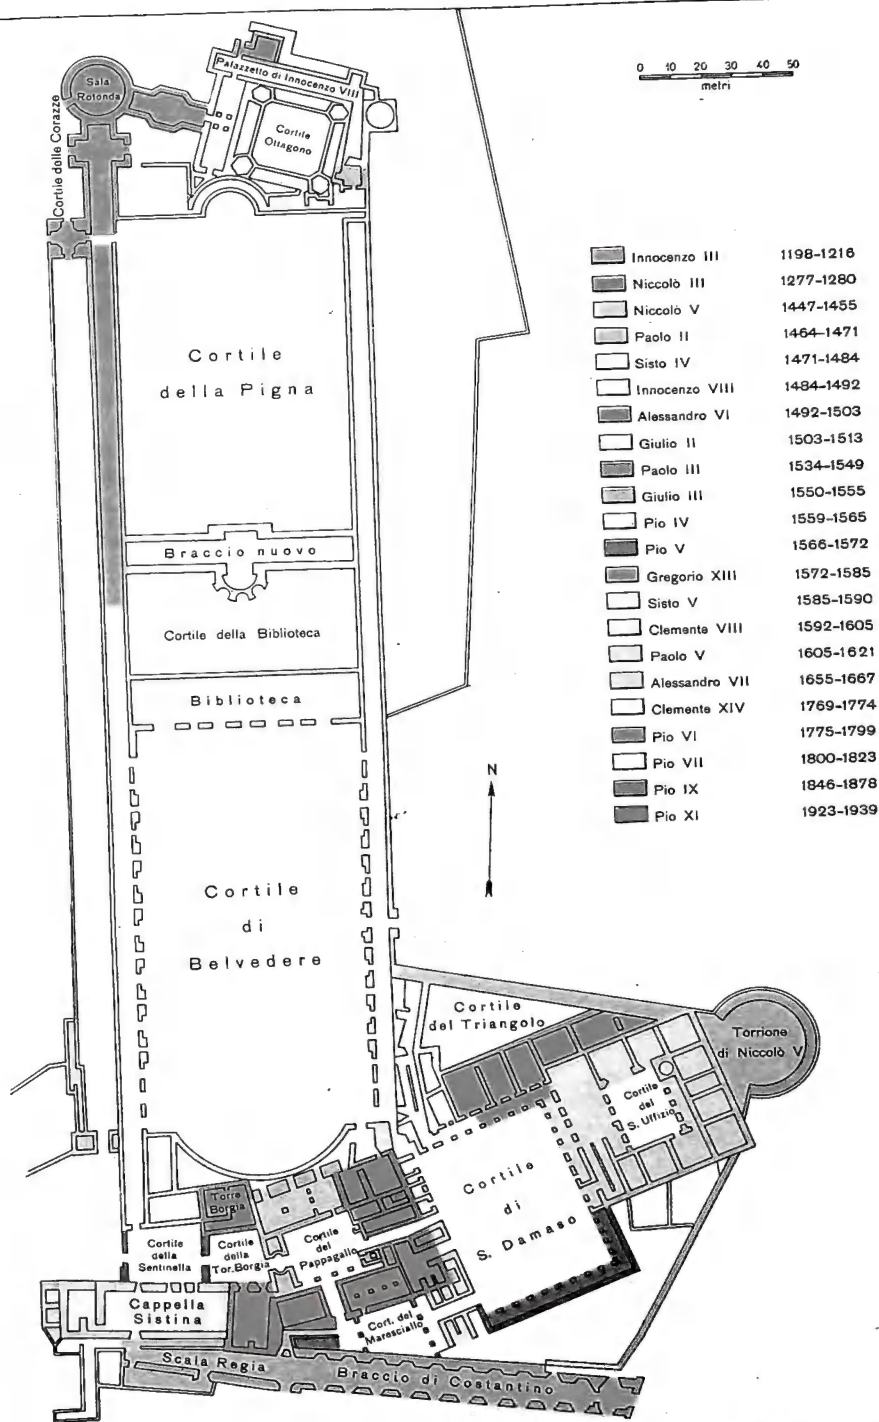 0 10 20 30 40 50
metri
Palazzetto di Innocenzo VIII
Sala
Rotonda
Cortile
Ottagono
Cortile delle Corazze
Cortile
della Pigna
Innocenzo III 1198-1216
Niccolò III 1277-1280
Niccolò V 1447-1455
Paolo II 1464-1471
Sisto IV 1471-1484
Innocenzo VIII 1484-1492
Alessandro VI 1492-1503
Giulio II 1503-1513
Paolo III 1534-1549
Giulio III 1550-1555
Pio IV 1559-1565
Pio V 1566-1572
Gregorio XIII 1572-1585
Sisto V 1585-1590
Clemente VIII 1592-1605
Paolo V 1605-1621
Alessandro VII 1655-1667
Clemente XIV 1769-1774
Pio VI 1775-1799
Pio VII 1800-1823
Pio IX 1846-1878
Pio XI 1923-1939
Braccio nuovo
Cortile della Biblioteca
Biblioteca
N
Cortile
di
Belvedere
Cortile
del Triangolo
Torrione
di Niccolò V
Cortile
del
S. Uffizio
Cortile
di
S. Damaso
Torre
Borgia
Cortile
della
Sentinella
Cortile
della
Tor. Borgia
Cortile
del
Pappagallo
Cappella
Sistina
Cort. del
Maresciallo
Scala Regia
Braccio di Costantino